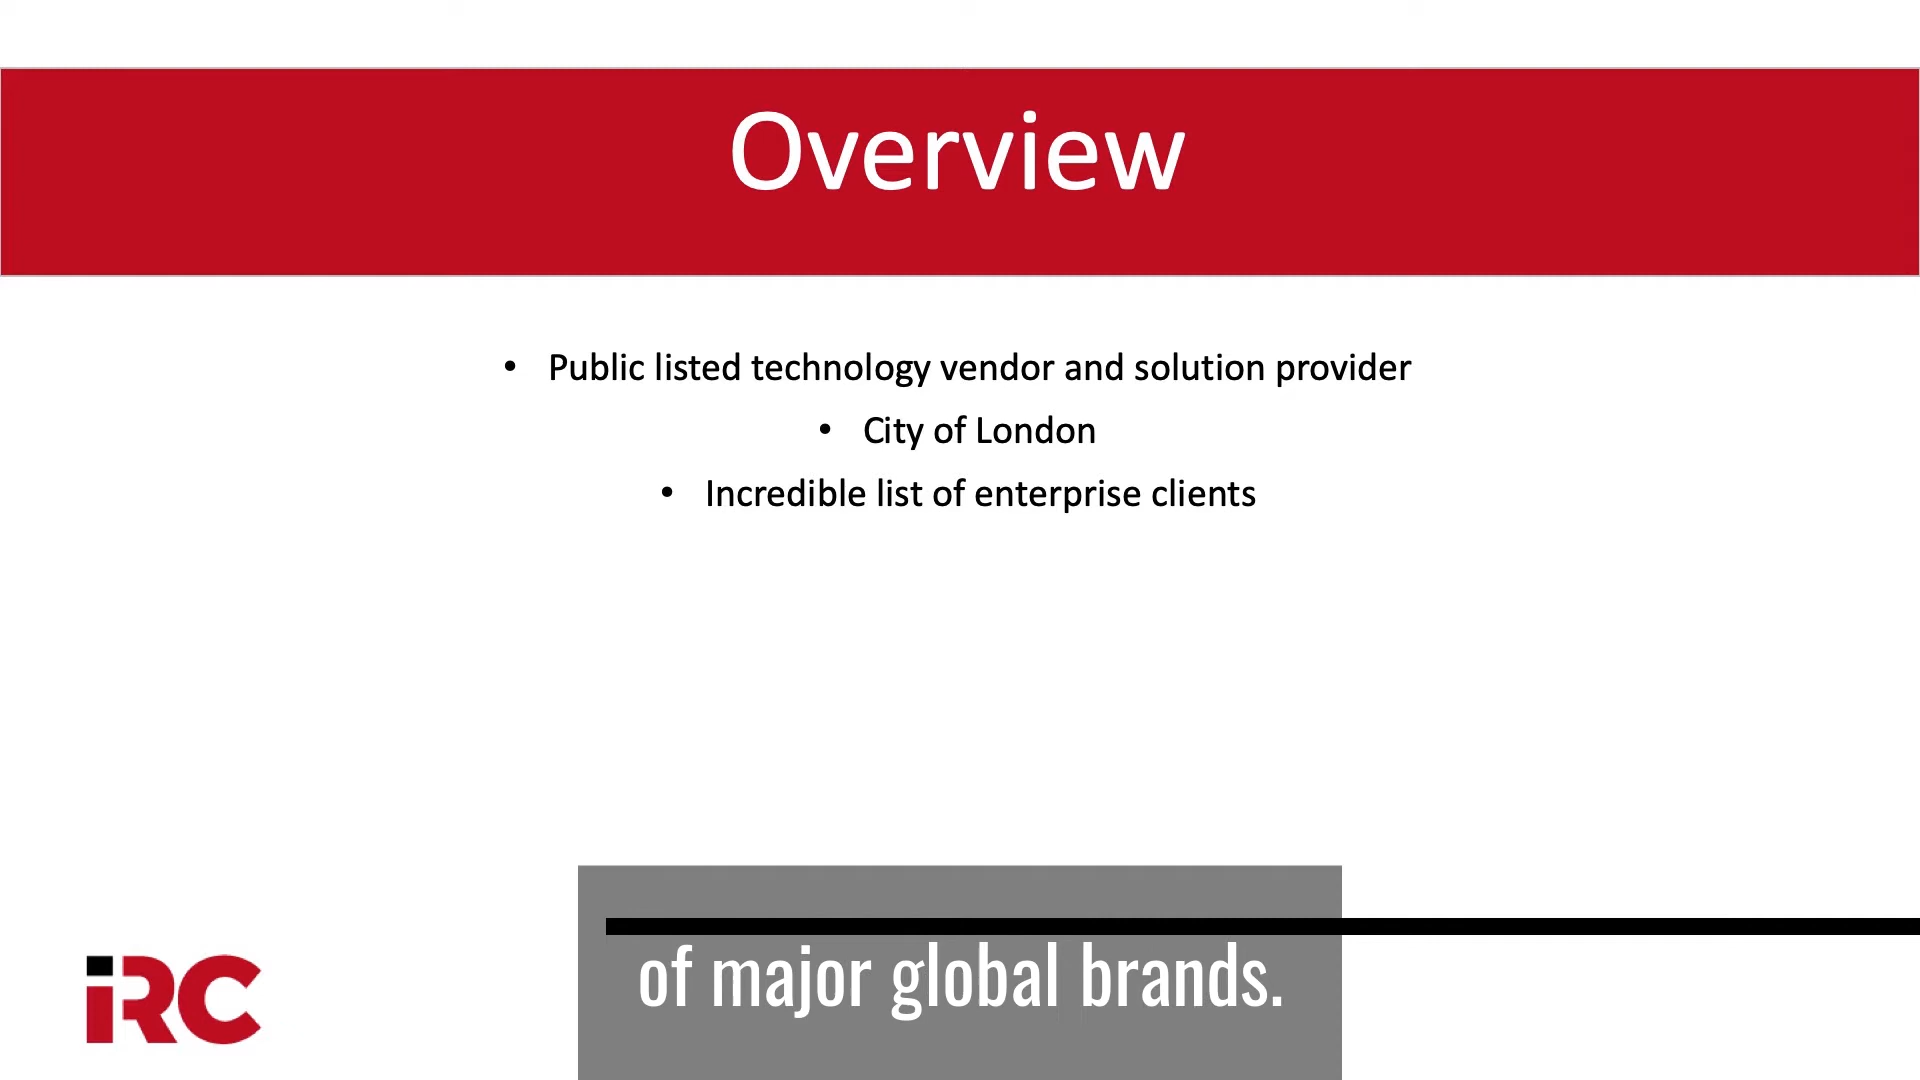 Overview
• Public listed technology vendor and solution provider
• City of London
• Incredible list of enterprise clients
of major global brands.
iRC